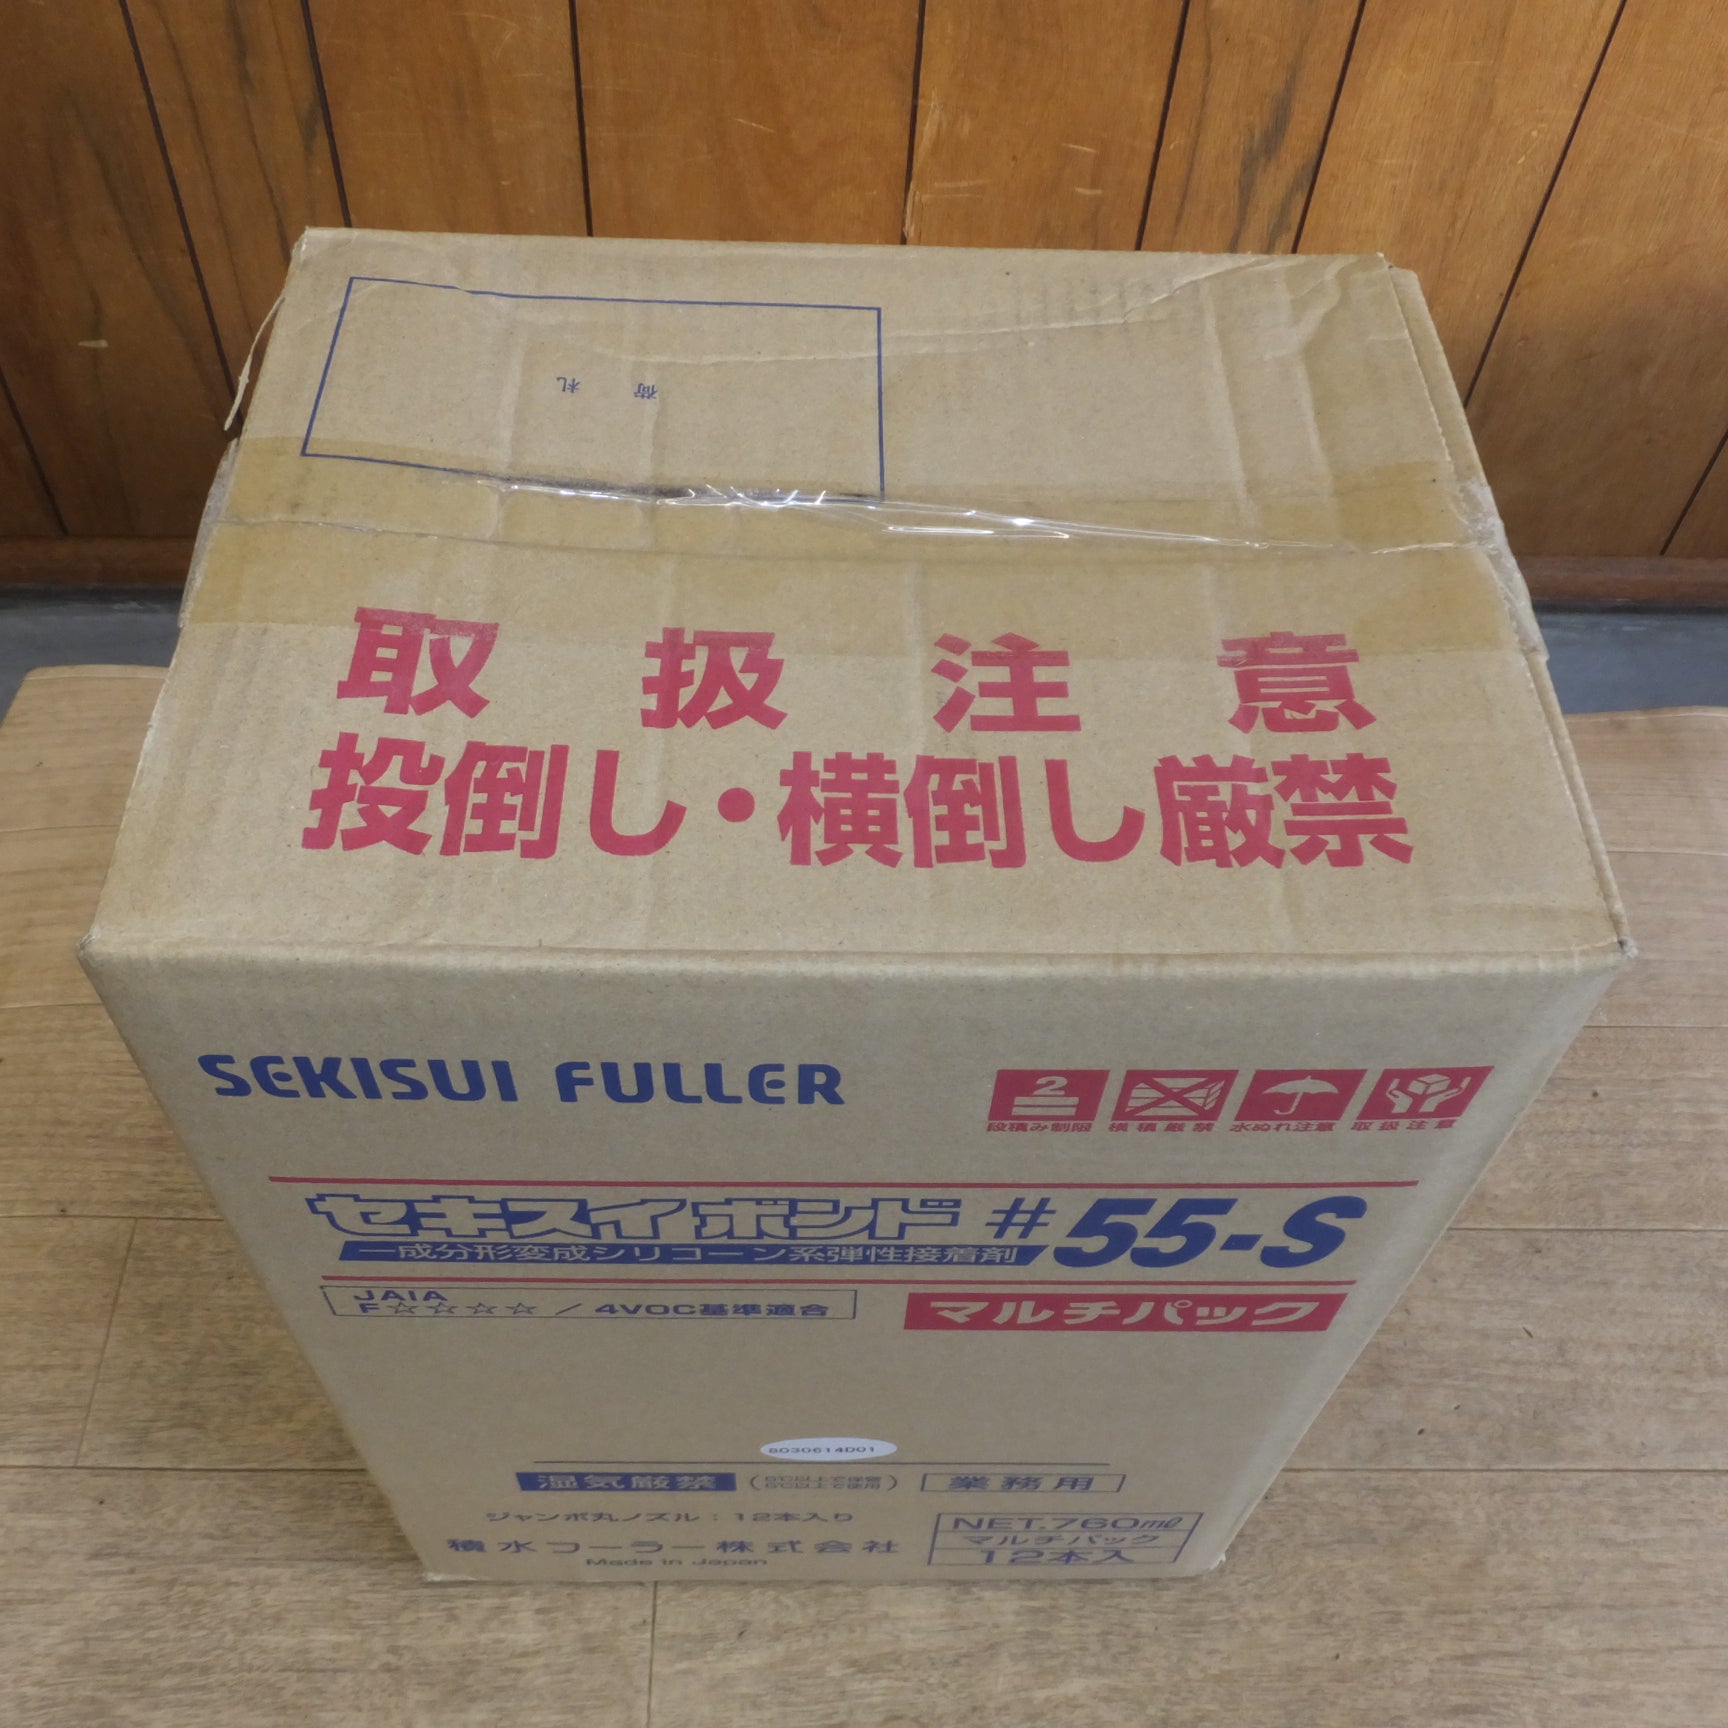 荷札
取扱注意
投倒し・横倒し厳禁
SEKISUI FULLER
2
段積み制限 横積厳禁 水ぬれ注意 取扱注意
セキスイボンド #55-S
一成分形変成シリコーン系弾性接着剤
JAIA
F☆☆☆☆ / 4VOC基準適合
マルチパック
8030614D01
湿気厳禁
業務用
ジャンボ丸ノズル：12本入り
積水フーラー株式会社
Made in Japan
NET.760ml
マルチパック
12本入